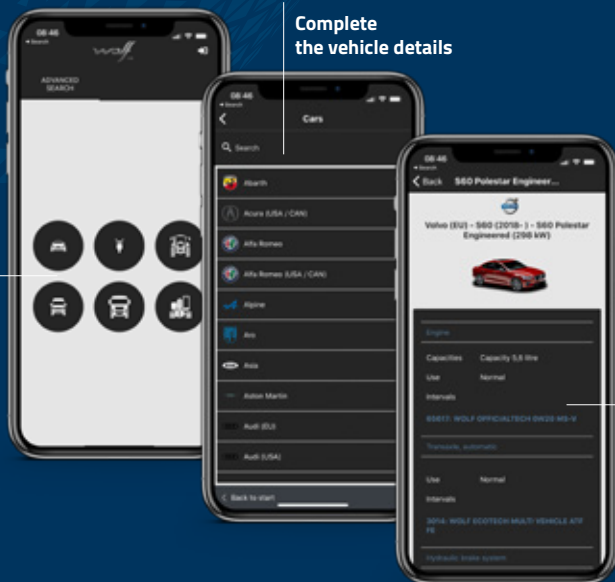 Complete
the vehicle details
08:46
Search
wolf
ADVANCED
SEARCH
08:46
Search
Cars
Search
Abarth
Acura (USA / CAN)
Alfa Romeo
Alfa Romeo (USA / CAN)
Alpine
Aro
Asia
Aston Martin
Audi (EU)
Audi (USA)
Back to start
08:46
Search
Back
S60 Polestar Engineer...
Volvo (EU) - S60 (2018- ) - S60 Polestar
Engineered (298 kW)
Engine
Capacities Capacity 5,6 litre
Use Normal
Intervals
65617: WOLF OFFICIALTECH 0W20 MS-V
Transaxle, automatic
Use Normal
Intervals
3016: WOLF ECOTECH MULTI VEHICLE ATF
FE
Hydraulic brake system